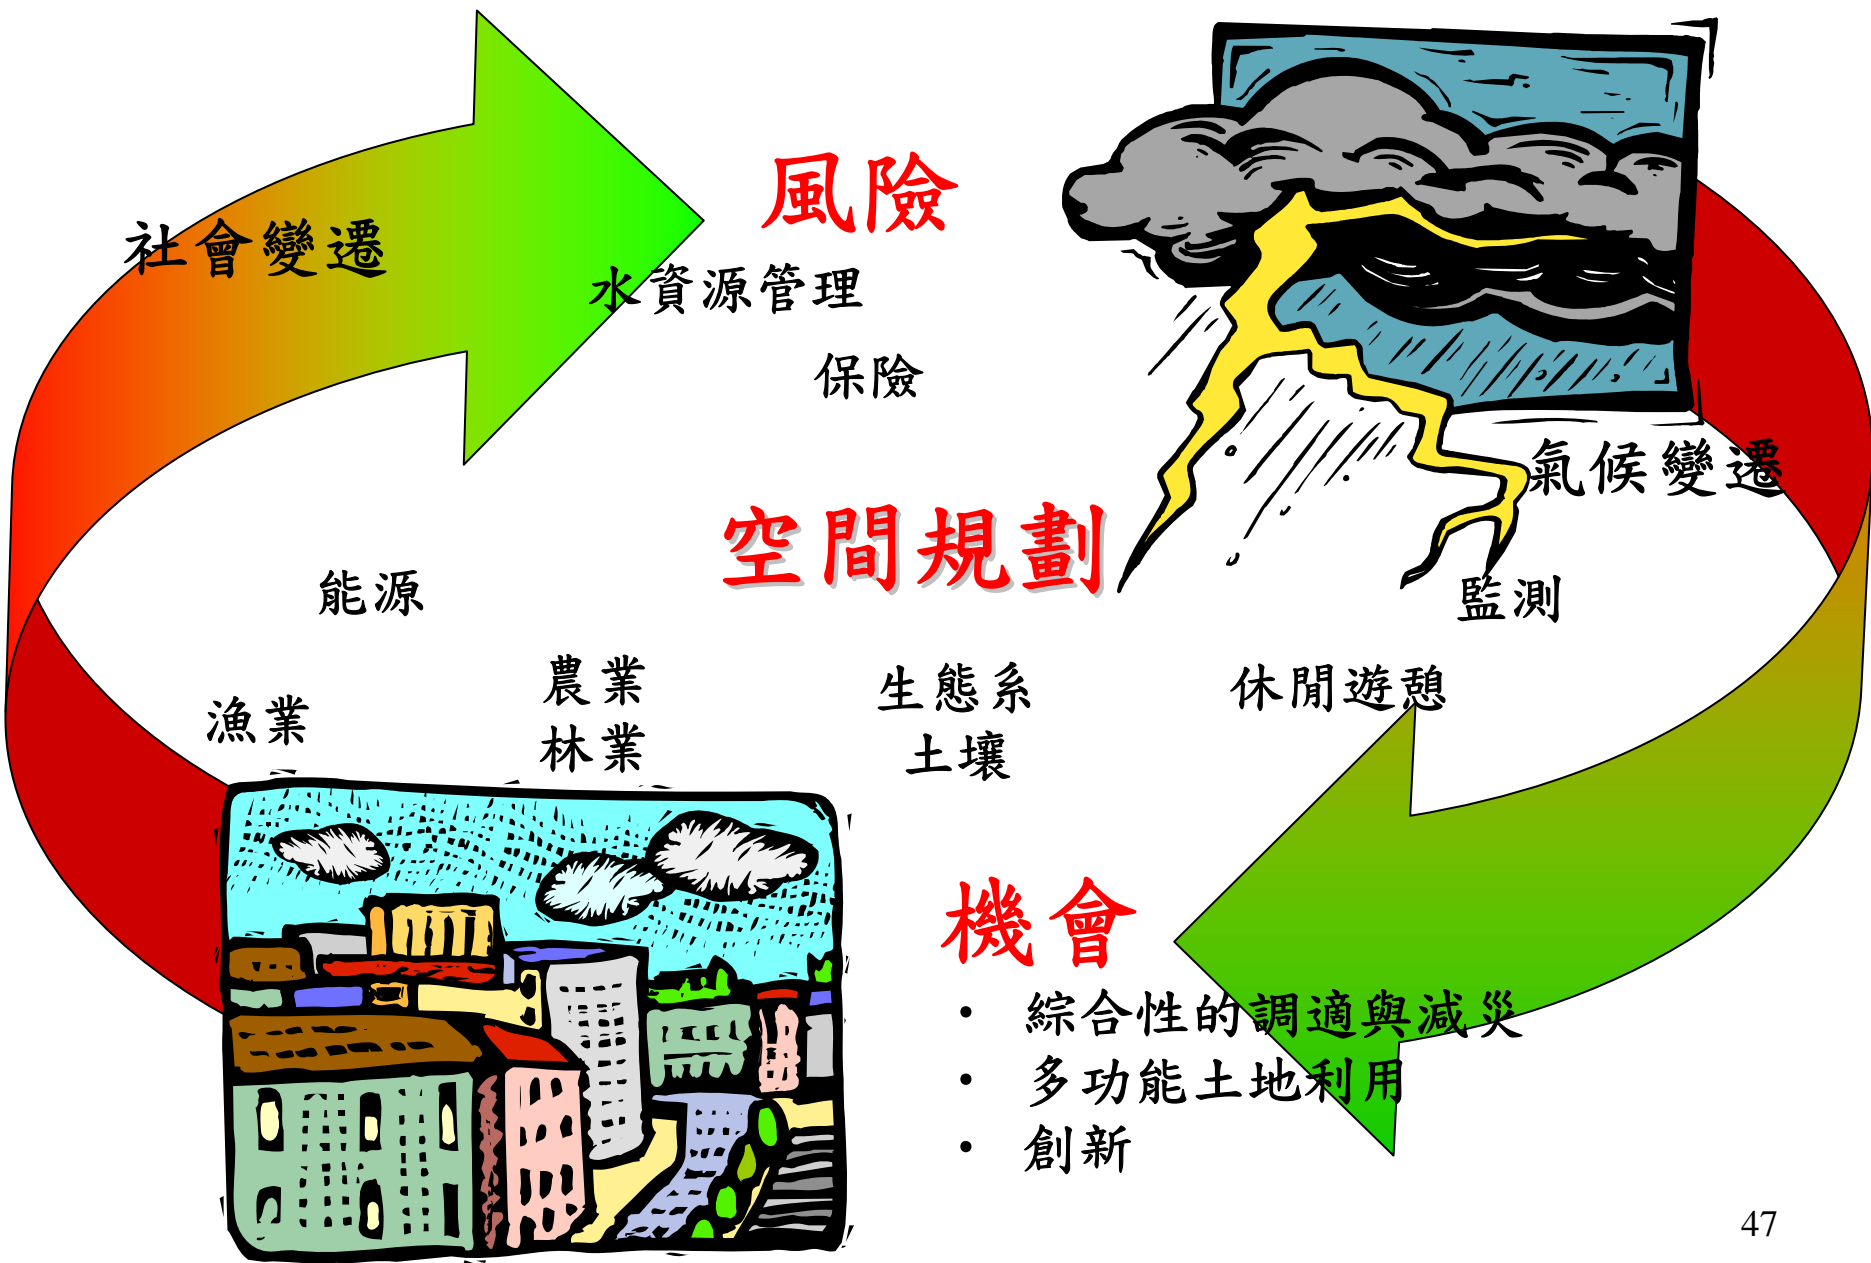 風險
社會變遷
水資源管理
保險
氣候變遷
空間規劃
能源
監測
農業
生態系
休閒遊憩
漁業
林業
土壤
機會
• 綜合性的調適與減災
• 多功能土地利用
• 創新
47